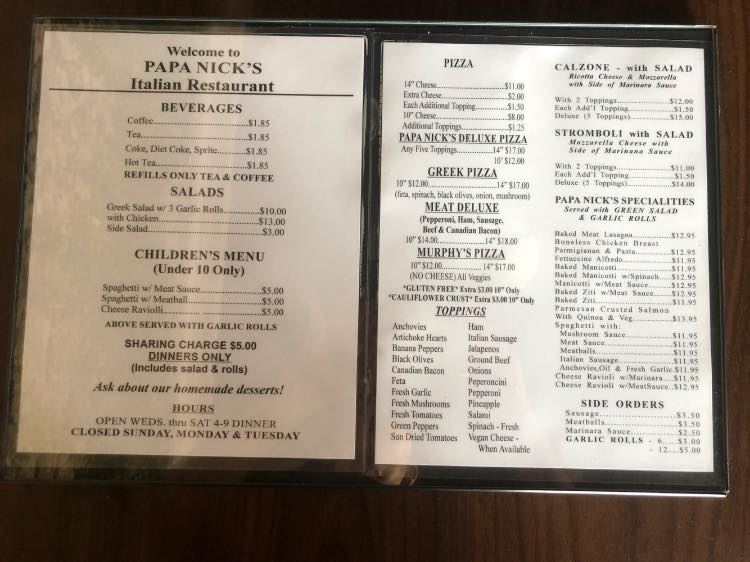 Welcome to
PAPA NICK'S
Italian Restaurant
BEVERAGES
Coffee...$1.85
Tea...$1.85
Coke, Diet Coke, Sprite...$1.85
Hot Tea...$1.85
REFILLS ONLY TEA & COFFEE
SALADS
Greek Salad w/ 3 Garlic Rolls...$10.00
with Chicken...$13.00
Side Salad...$3.00
CHILDREN'S MENU
(Under 10 Only)
Spaghetti w/ Meat Sauce...$5.00
Spaghetti w/ Meatball...$5.00
Cheese Raviolli...$5.00
ABOVE SERVED WITH GARLIC ROLLS
SHARING CHARGE $5.00
DINNERS ONLY
(Includes salad & rolls)
Ask about our homemade desserts!
HOURS
OPEN WEDS. thru SAT 4-9 DINNER
CLOSED SUNDAY, MONDAY & TUESDAY
PIZZA
14" Cheese...$11.00
Extra Cheese...$2.00
Each Additional Topping...$1.50
10" Cheese...$8.00
Additional Toppings...$1.25
PAPA NICK'S DELUXE PIZZA
Any Five Toppings...14" $17.00
10" $12.00
GREEK PIZZA
10" $12.00...14" $17.00
(feta, spinach, black olives, onion, mushroom)
MEAT DELUXE
(Pepperoni, Ham, Sausage,
Beef & Canadian Bacon)
10" $14.00...14" $18.00
MURPHY'S PIZZA
10" $12.00...14" $17.00
(NO CHEESE) All Veggies
*GLUTEN FREE* Extra $3.00 10" Only
*CAULIFLOWER CRUST* Extra $3.00 10" Only
TOPPINGS
Anchovies
Artichoke Hearts
Banana Peppers
Black Olives
Canadian Bacon
Feta
Fresh Garlic
Fresh Mushrooms
Fresh Tomatoes
Green Peppers
Sun Dried Tomatoes
Ham
Italian Sausage
Jalapenos
Ground Beef
Onions
Peperoncini
Pepperoni
Pineapple
Salami
Spinach - Fresh
Vegan Cheese -
When Available
CALZONE - with SALAD
Ricotta Cheese & Mozzarella
with Side of Marinara Sauce
With 2 Toppings...$12.00
Each Add'l Topping...$1.50
Deluxe (5 Toppings)...$15.00
STROMBOLI with SALAD
Mozzarella Cheese with
Side of Marinana Sauce
With 2 Toppings...$11.00
Each Add'l Topping...$1.50
Deluxe (5 Toppings)...$14.00
PAPA NICK'S SPECIALITIES
Served with GREEN SALAD
& GARLIC ROLLS
Baked Meat Lasagna...$12.95
Boneless Chicken Breast
Parmigianan & Pasta...$12.95
Fettuccine Alfredo...$11.95
Baked Manicotti...$11.95
Baked Manicotti w/Spinach...$12.95
Manicotti w/Meat Sauce...$12.95
Baked Ziti w/Meat Sauce...$12.95
Baked Ziti...$11.95
Parmesan Crusted Salmon
With Quinoa & Veg...$13.95
Spaghetti with:
Mushroom Sauce...$11.95
Meat Sauce...$11.95
Meatballs...$11.95
Italian Sausage...$11.95
Anchovies,Oil & Fresh Garlic..$11.95
Cheese Ravioli w/Marinara...$11.95
Cheese Ravioli w/MeatSauce..$12.95
SIDE ORDERS
Sausage...$3.50
Meatballs...$3.50
Marinara Sauce...$2.50
GARLIC ROLLS - 6....$3.00
- 12....$5.00